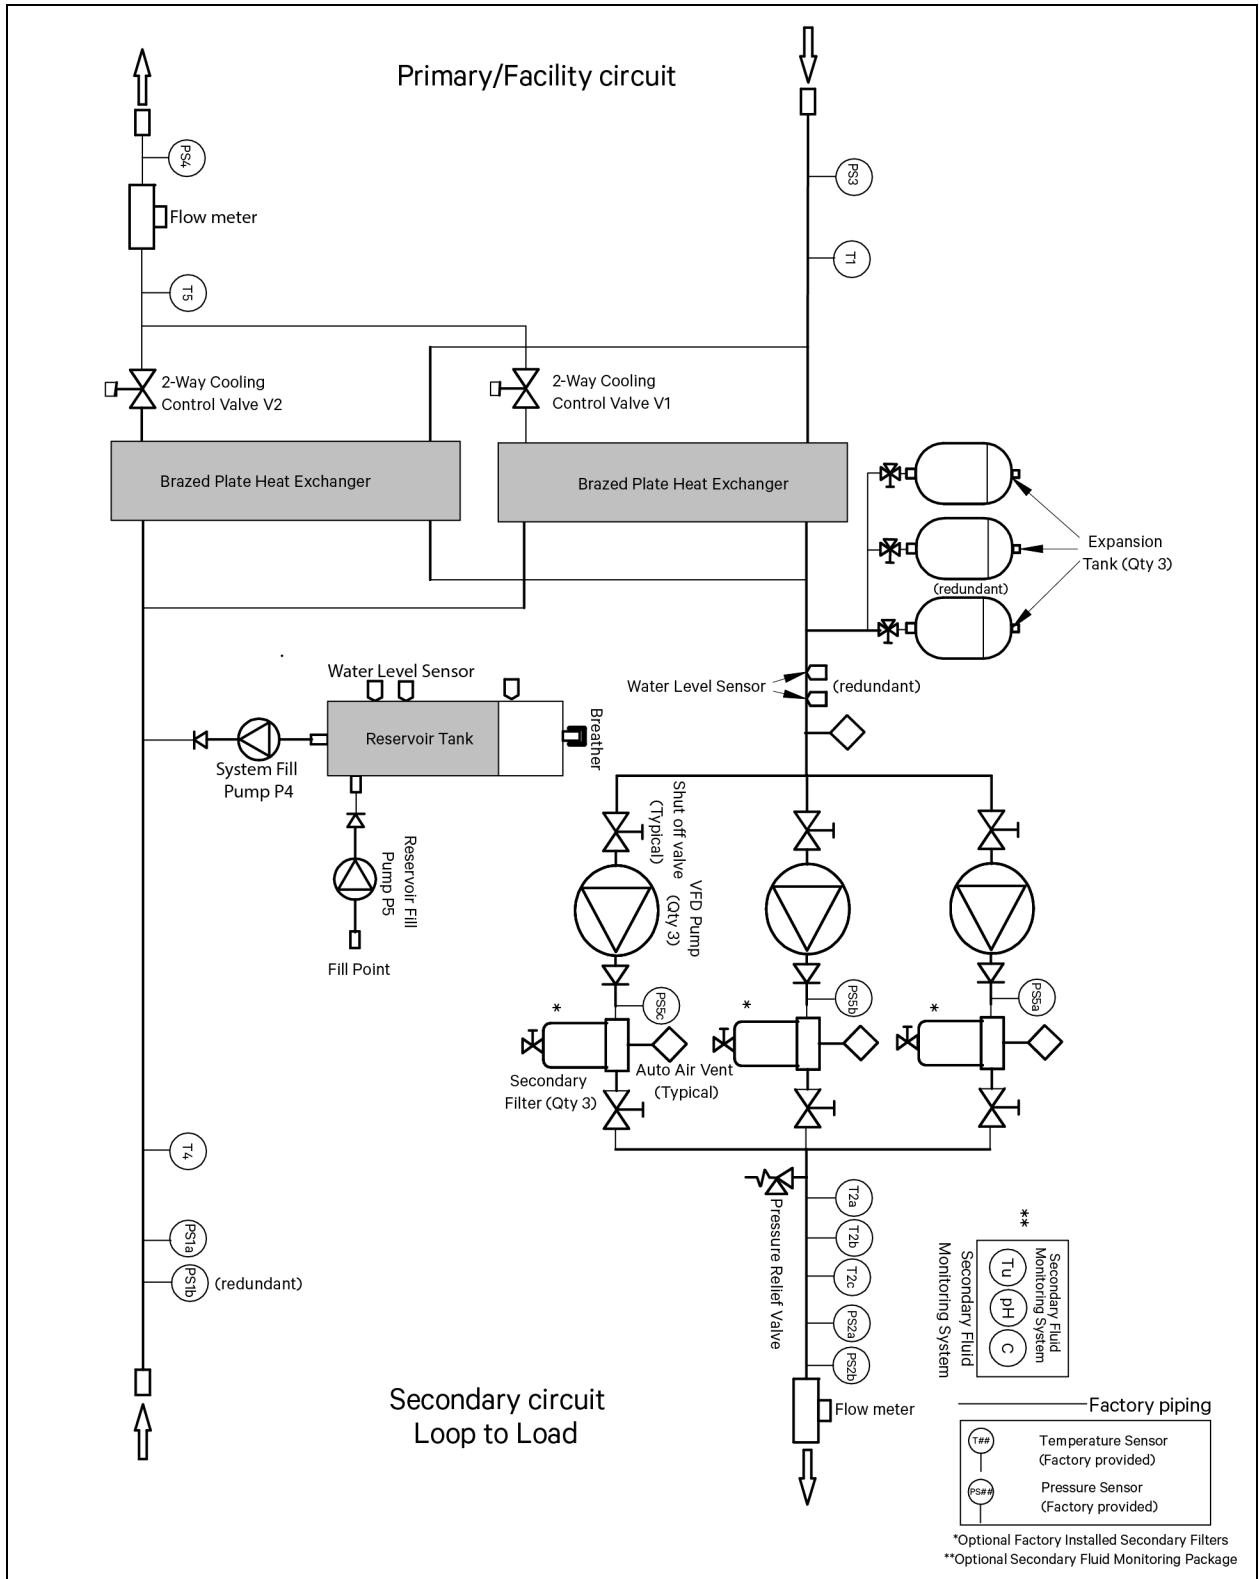 Primary/Facility circuit
PS4
PS3
Flow meter
T1
T5
2-Way Cooling
Control Valve V2
2-Way Cooling
Control Valve V1
Brazed Plate Heat Exchanger
Brazed Plate Heat Exchanger
Expansion
Tank (Qty 3)
(redundant)
Water Level Sensor
Water Level Sensor
(redundant)
Reservoir Tank
Breather
System Fill
Pump P4
Shut off valve
(Typical)
Reservoir Fill
Pump P5
VFD Pump
(Qty 3)
Fill Point
*
PS5c
*
PS5b
*
PS5a
Secondary
Filter (Qty 3)
Auto Air Vent
(Typical)
T4
Pressure Relief Valve
T2a
T2b
T2c
PS2a
PS2b
PS1a
PS1b
(redundant)
**
Secondary Fluid
Monitoring System
Tu
pH
C
Secondary Fluid
Monitoring System
Secondary circuit
Loop to Load
Flow meter
Factory piping
T##
Temperature Sensor
(Factory provided)
PS##
Pressure Sensor
(Factory provided)
*Optional Factory Installed Secondary Filters
**Optional Secondary Fluid Monitoring Package